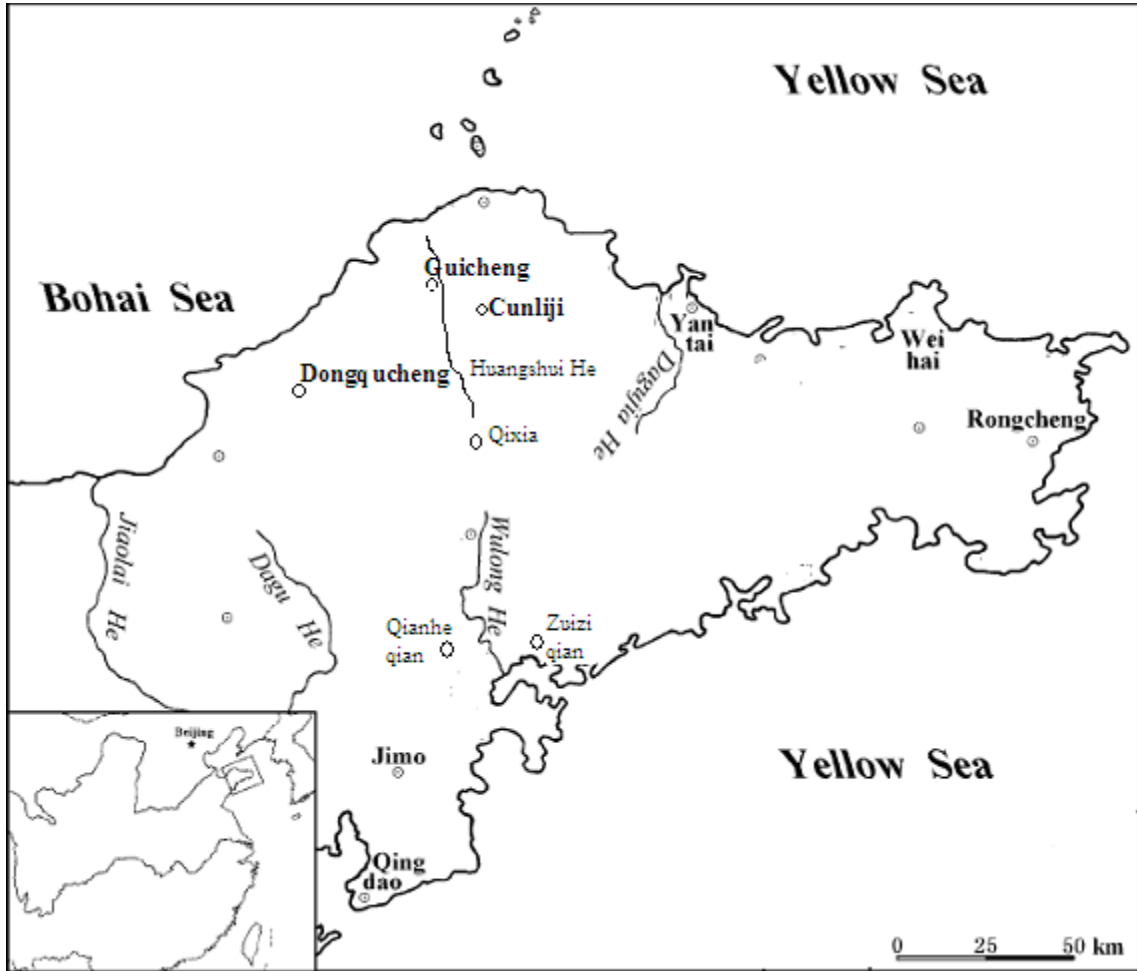 Yellow Sea
Guicheng
Bohai Sea
Cunliji
Yan
tai
Wei
hai
Dongqucheng
Huangshui He
Dagujia He
Rongcheng
Qixia
Jiaolai He
Dagu He
Wulong He
Qianhe
qian
Zuizi
qian
Beijing
Jimo
Yellow Sea
Qing
dao
0 25 50 km